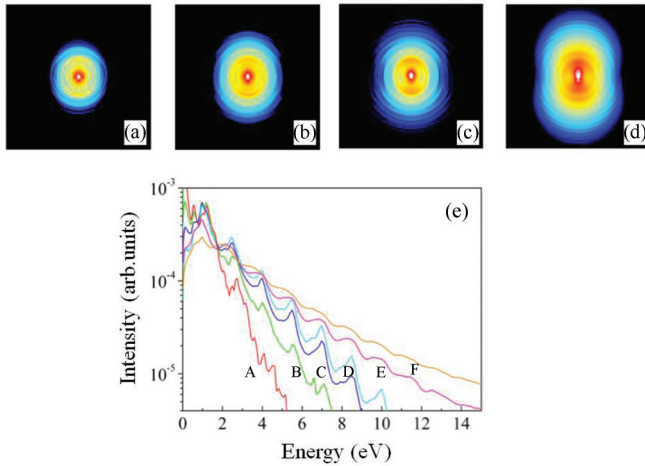 (a) (b) (c) (d)
(e)
10⁻³
10⁻⁴
10⁻⁵
Intensity (arb.units)
A B C D E F
0 2 4 6 8 10 12 14
Energy (eV)